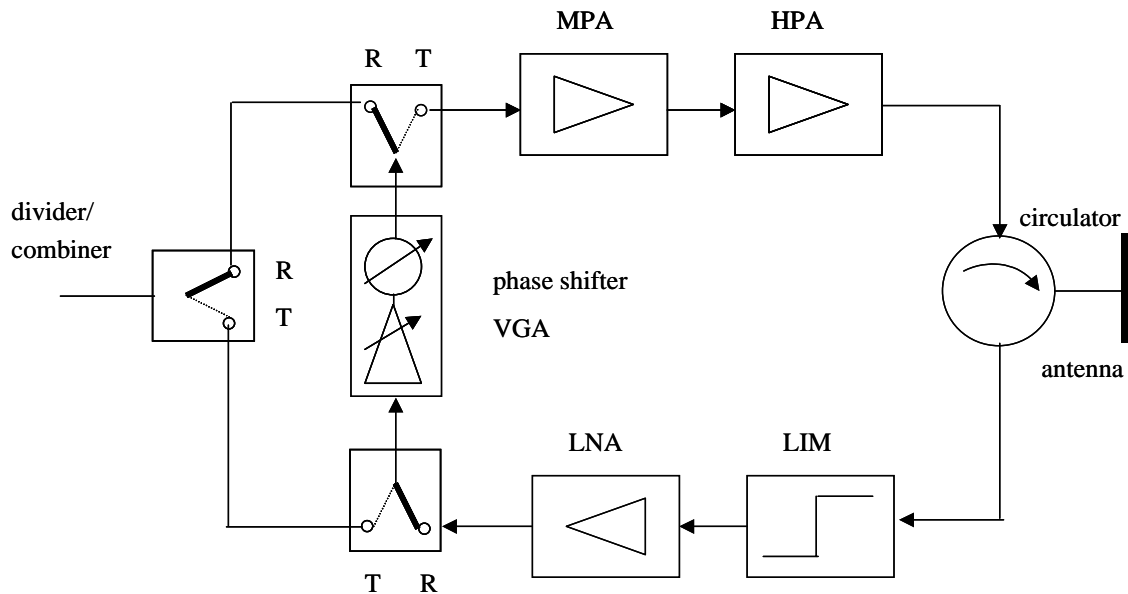 MPA
HPA
R
T
divider/
combiner
R
T
circulator
phase shifter
VGA
antenna
LNA
LIM
T
R